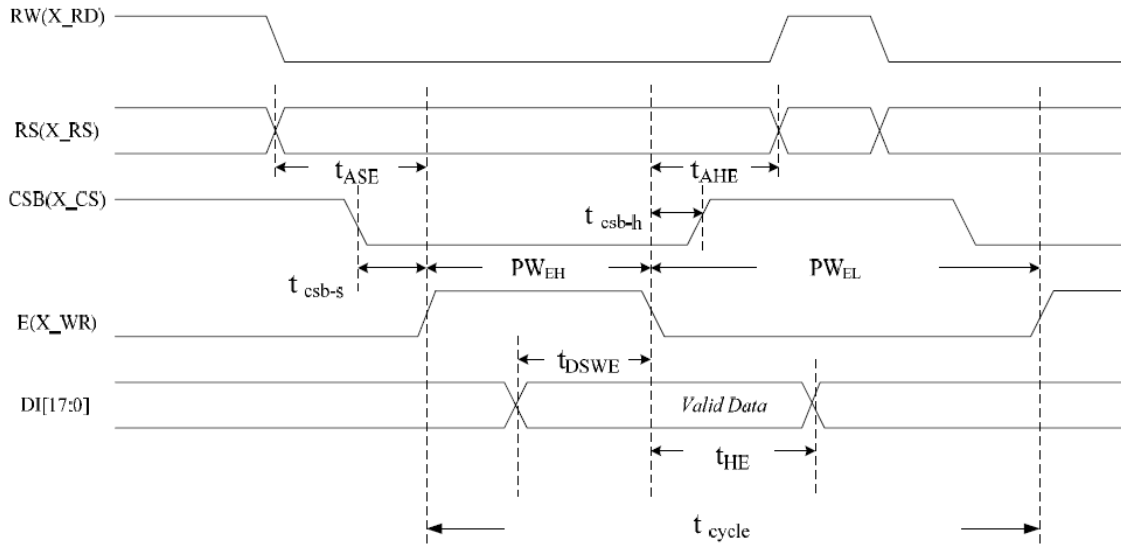 RW(X_RD)
RS(X_RS)
tASE
tAHE
CSB(X_CS)
t csb-h
t csb-s
PWEH
PWEL
E(X_WR)
tDSWE
DI[17:0]
Valid Data
tHE
t cycle